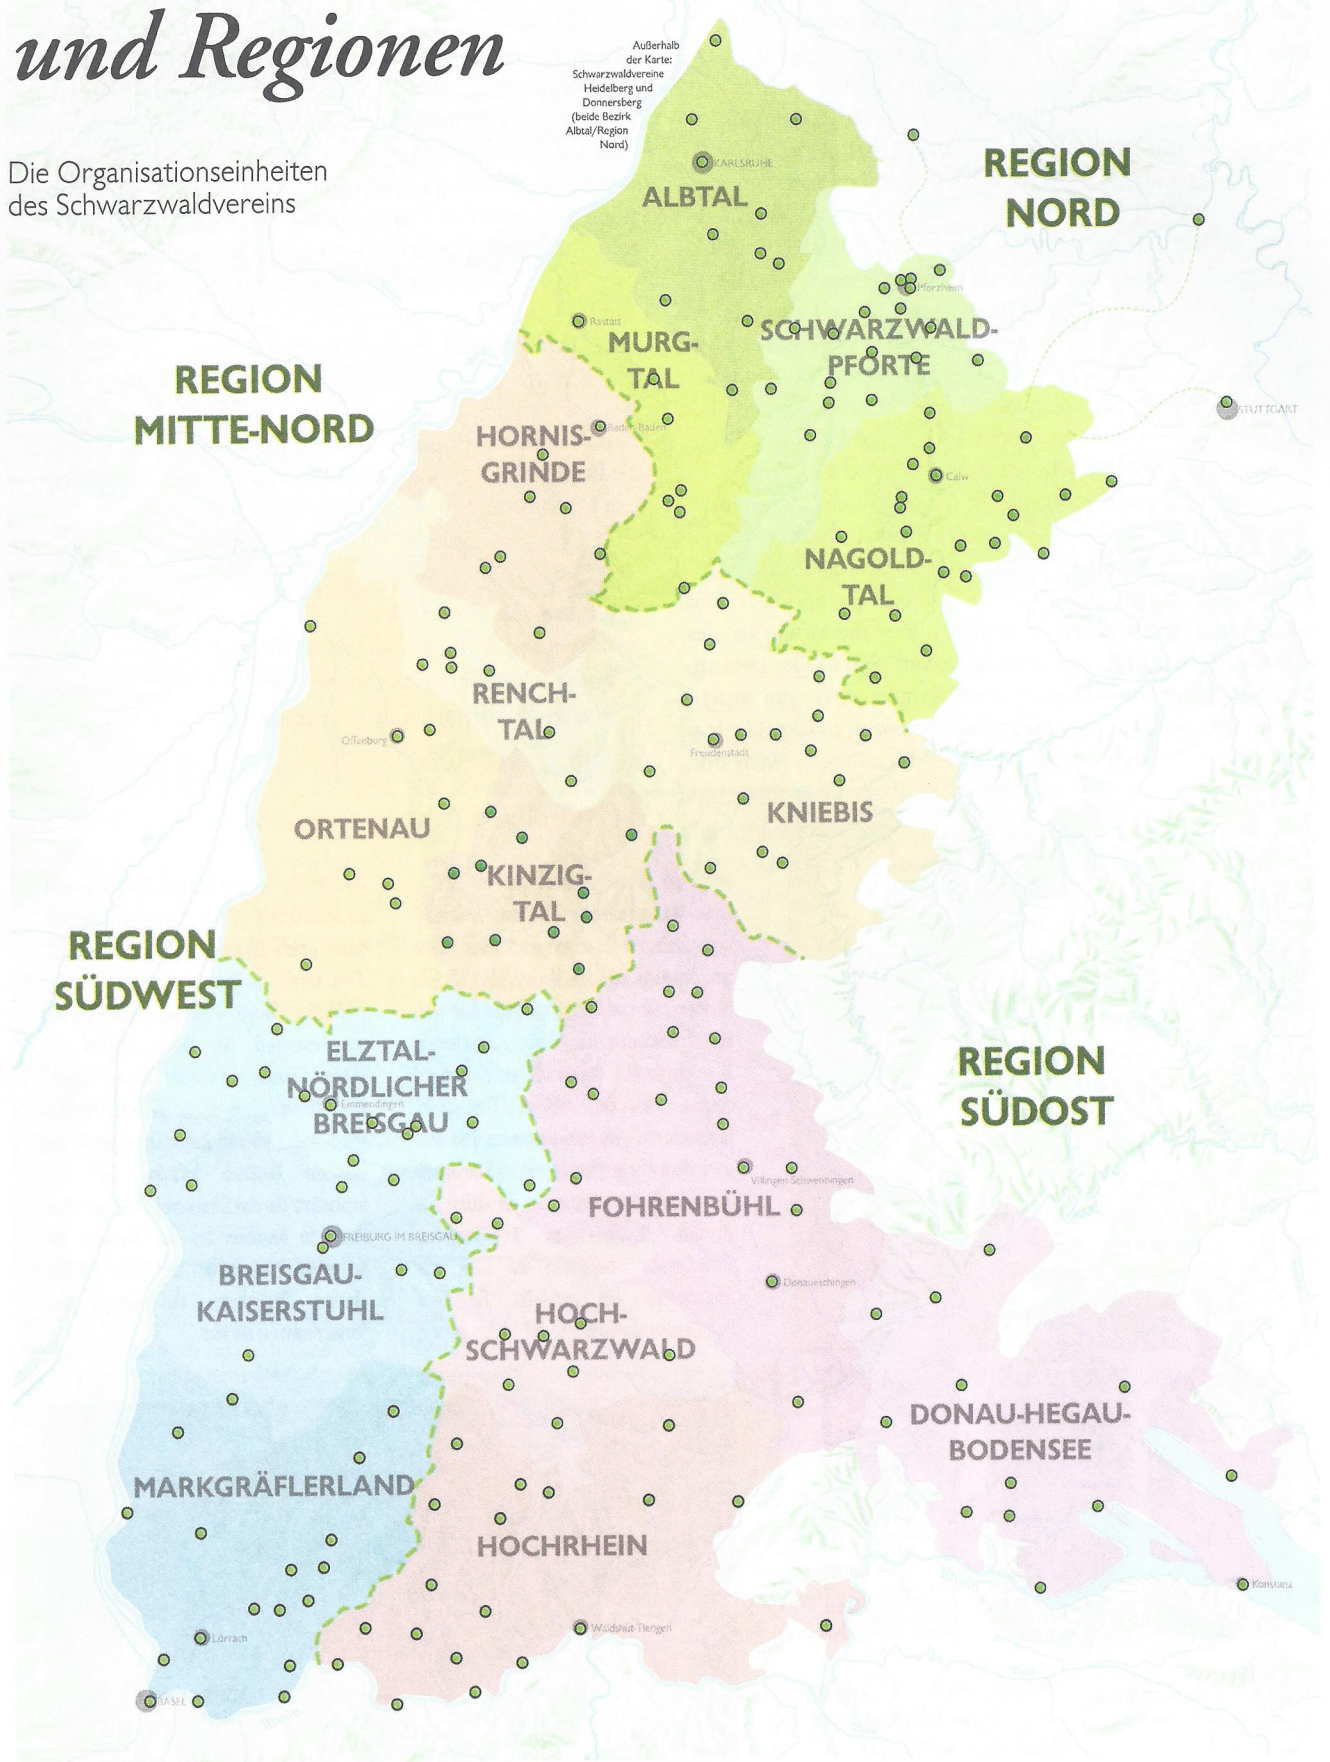 und Regionen
Die Organisationseinheiten
des Schwarzwaldvereins
Außerhalb
der Karte:
Schwarzwaldvereine
Heidelberg und
Donnersberg
(beide Bezirk
Albtal/Region
Nord)
KARLSRUHE
ALBTAL
REGION
NORD
Pforzheim
Rastatt
MURG-
TAL
SCHWARZWALD-
PFORTE
REGION
MITTE-NORD
STUTTGART
HORNIS-
GRINDE
Baden-Baden
Calw
NAGOLD-
TAL
RENCH-
TAL
Offenburg
Freudenstadt
ORTENAU
KNIEBIS
KINZIG-
TAL
REGION
SÜDWEST
ELZTAL-
NÖRDLICHER
Emmendingen
BREISGAU
REGION
SÜDOST
Villingen-Schwenningen
FOHRENBÜHL
FREIBURG IM BREISGAU
BREISGAU-
KAISERSTUHL
Donaueschingen
HOCH-
SCHWARZWALD
DONAU-HEGAU-
BODENSEE
MARKGRÄFLERLAND
HOCHRHEIN
Konstanz
Waldshut-Tiengen
Lörrach
BASEL